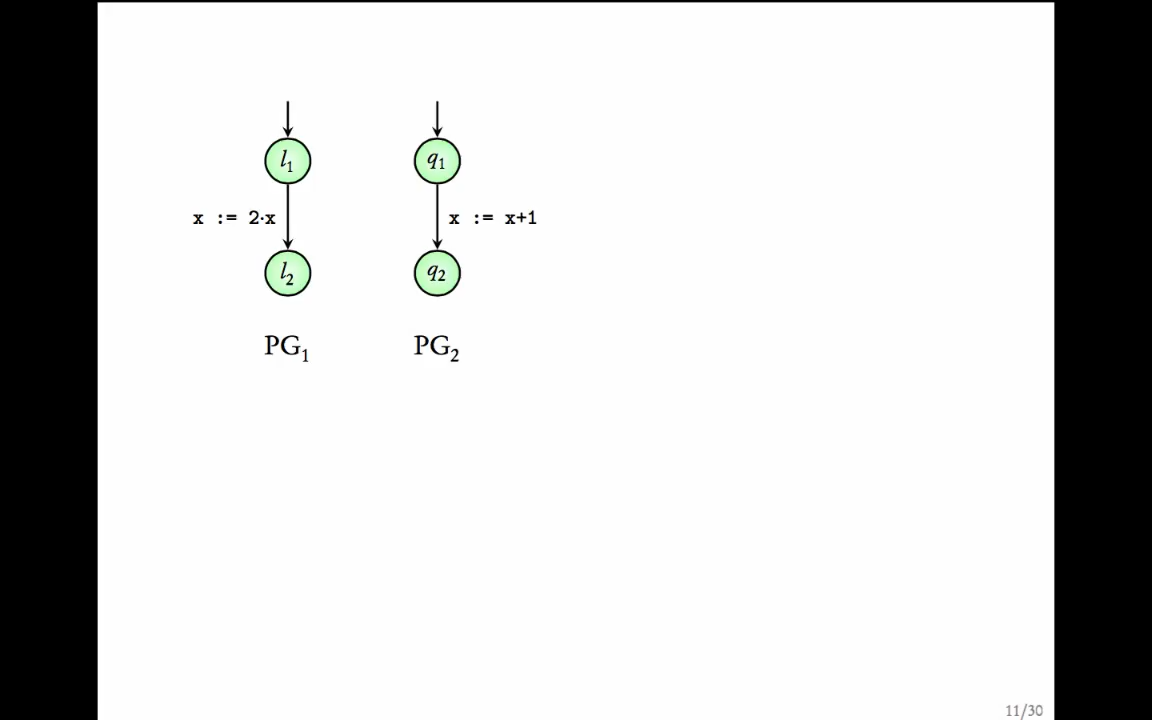 l₁ q₁
x := 2·x x := x+1
l₂ q₂
PG₁ PG₂
11/30